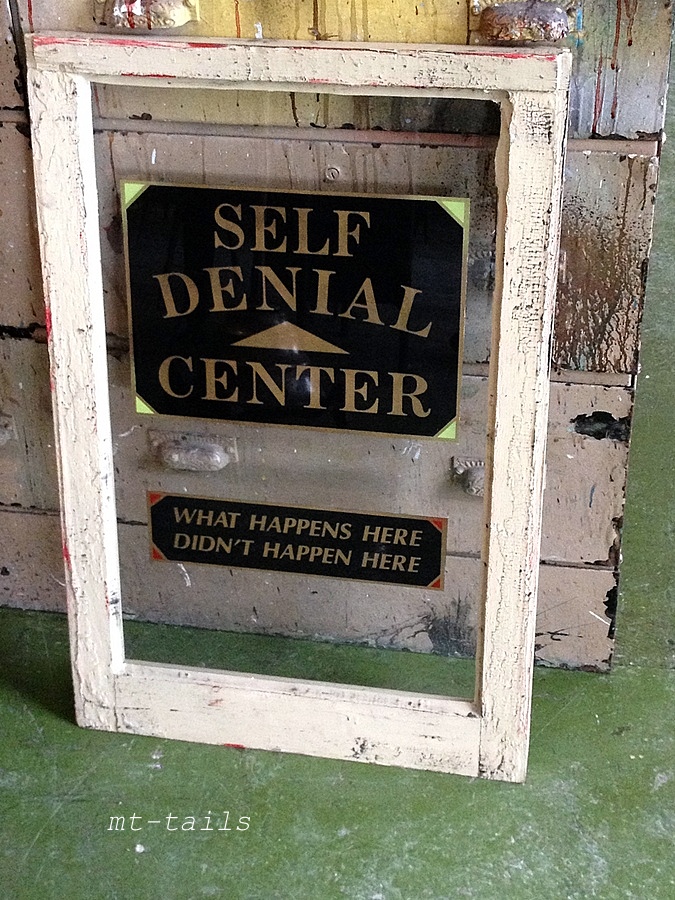 SELF
DENIAL
CENTER
WHAT HAPPENS HERE
DIDN'T HAPPEN HERE
mt-tails